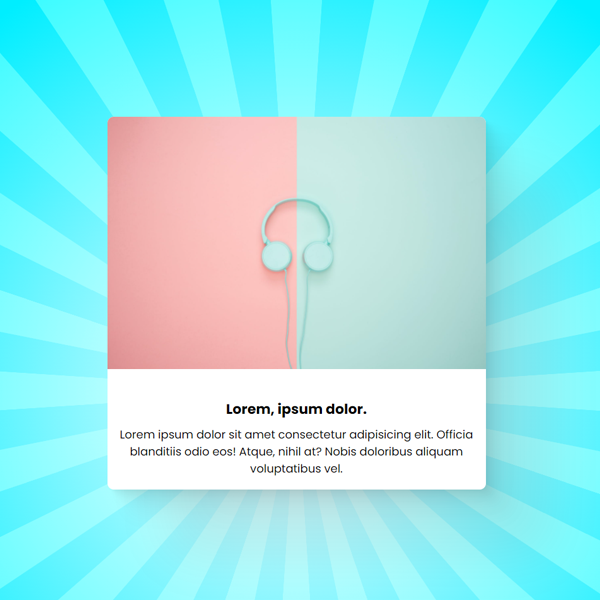 Lorem, ipsum dolor.
Lorem ipsum dolor sit amet consectetur adipisicing elit. Officia
blanditiis odio eos! Atque, nihil at? Nobis doloribus aliquam
voluptatibus vel.